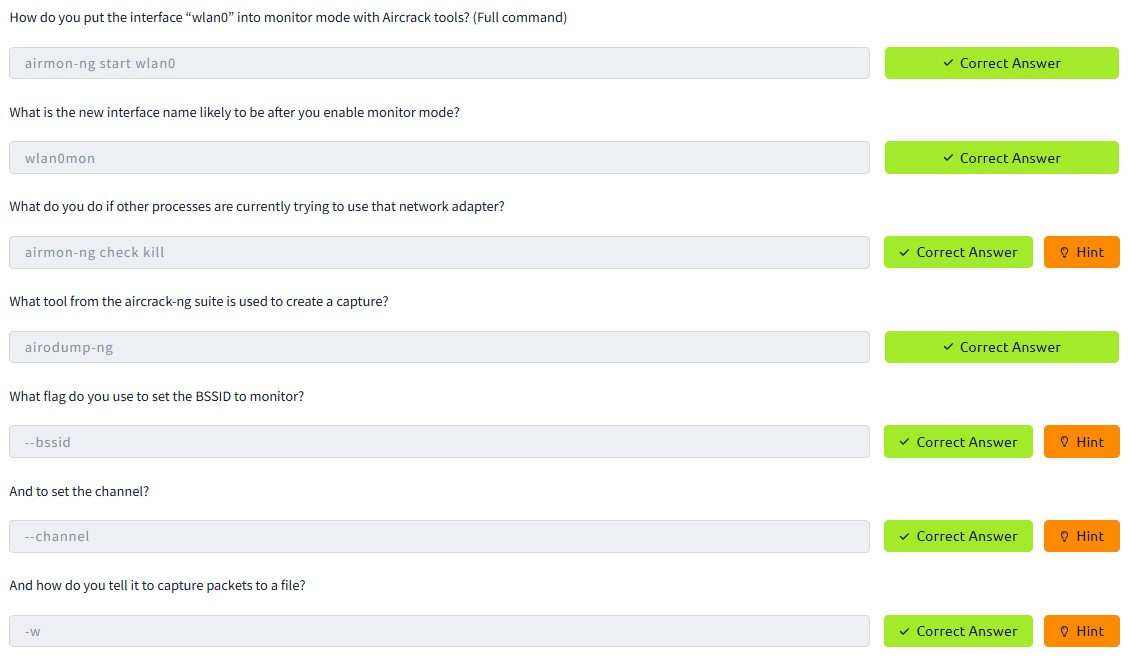 How do you put the interface “wlan0” into monitor mode with Aircrack tools? (Full command)
airmon-ng start wlan0
Correct Answer
What is the new interface name likely to be after you enable monitor mode?
wlan0mon
Correct Answer
What do you do if other processes are currently trying to use that network adapter?
airmon-ng check kill
Correct Answer
Hint
What tool from the aircrack-ng suite is used to create a capture?
airodump-ng
Correct Answer
What flag do you use to set the BSSID to monitor?
--bssid
Correct Answer
Hint
And to set the channel?
--channel
Correct Answer
Hint
And how do you tell it to capture packets to a file?
-w
Correct Answer
Hint